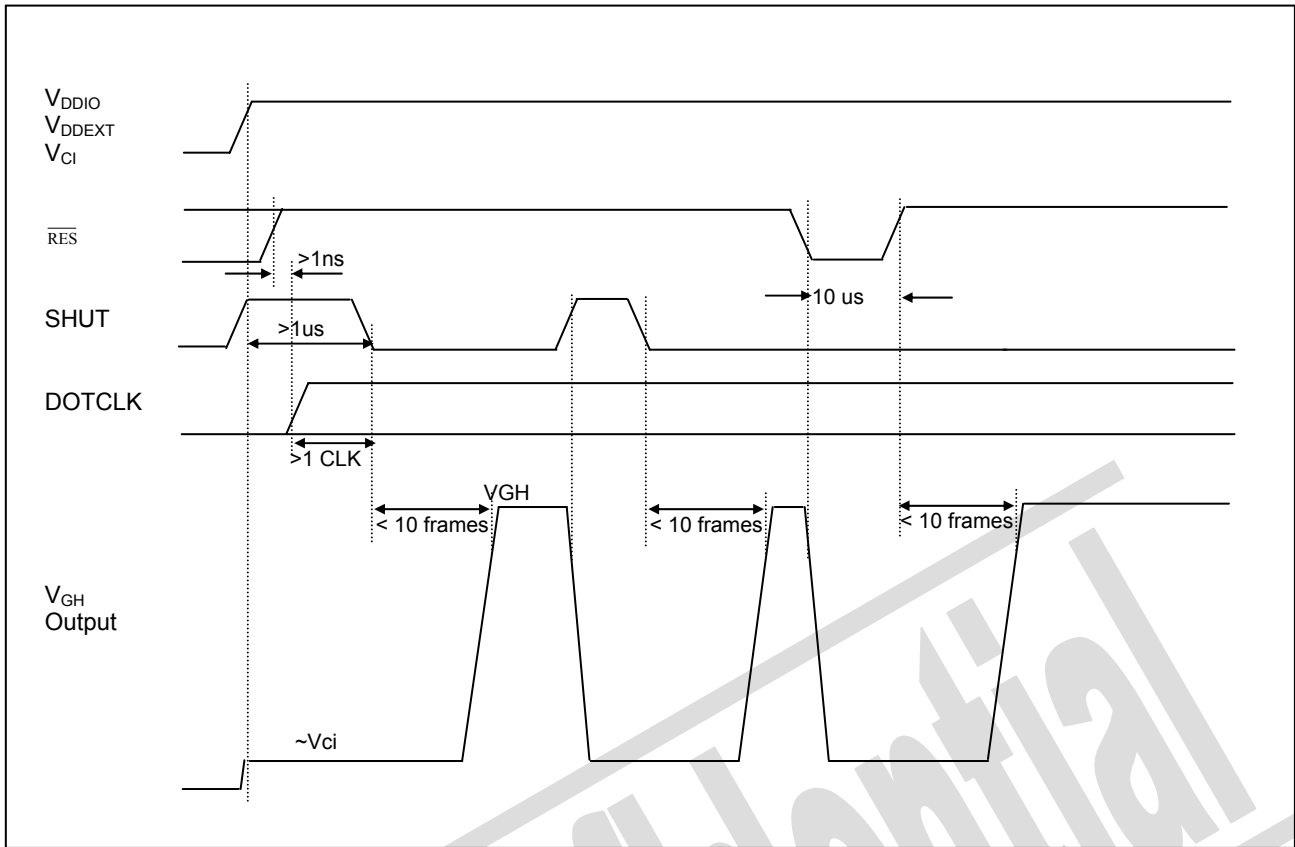 VDDIO
VDDEXT
VCI
RES
>1ns
10 us
SHUT
>1us
DOTCLK
>1 CLK
VGH
< 10 frames
< 10 frames
< 10 frames
VGH
Output
~Vci